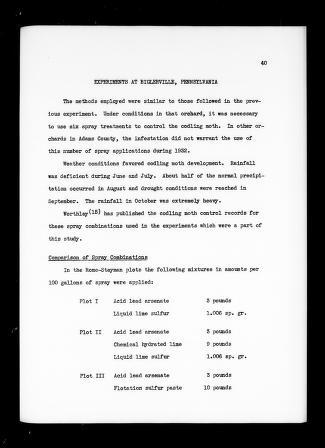 40
EXPERIMENTS AT BIGLERVILLE, PENNSYLVANIA
The methods employed were similar to those followed in the prev-
ious experiment. Under conditions in that orchard, it was necessary
to use six spray treatments to control the codling moth. In other or-
chards in Adams County, the infestation did not warrant the use of
this number of spray applications during 1932.
Weather conditions favored codling moth development. Rainfall
was deficient during June and July. About half of the normal precipi-
tation occurred in August and drought conditions were reached in
September. The rainfall in October was extremely heavy.
Worthley(15) has published the codling moth control records for
these spray combinations used in the experiments which were a part of
this study.
Comparison of Spray Combinations
In the Rome-Stayman plots the following mixtures in amounts per
100 gallons of spray were applied:
Plot I Acid lead arsenate 3 pounds
Liquid lime sulfur 1.006 sp. gr.
Plot II Acid lead arsenate 3 pounds
Chemical hydrated lime 9 pounds
Liquid lime sulfur 1.006 sp. gr.
Plot III Acid lead arsenate 3 pounds
Flotation sulfur paste 10 pounds